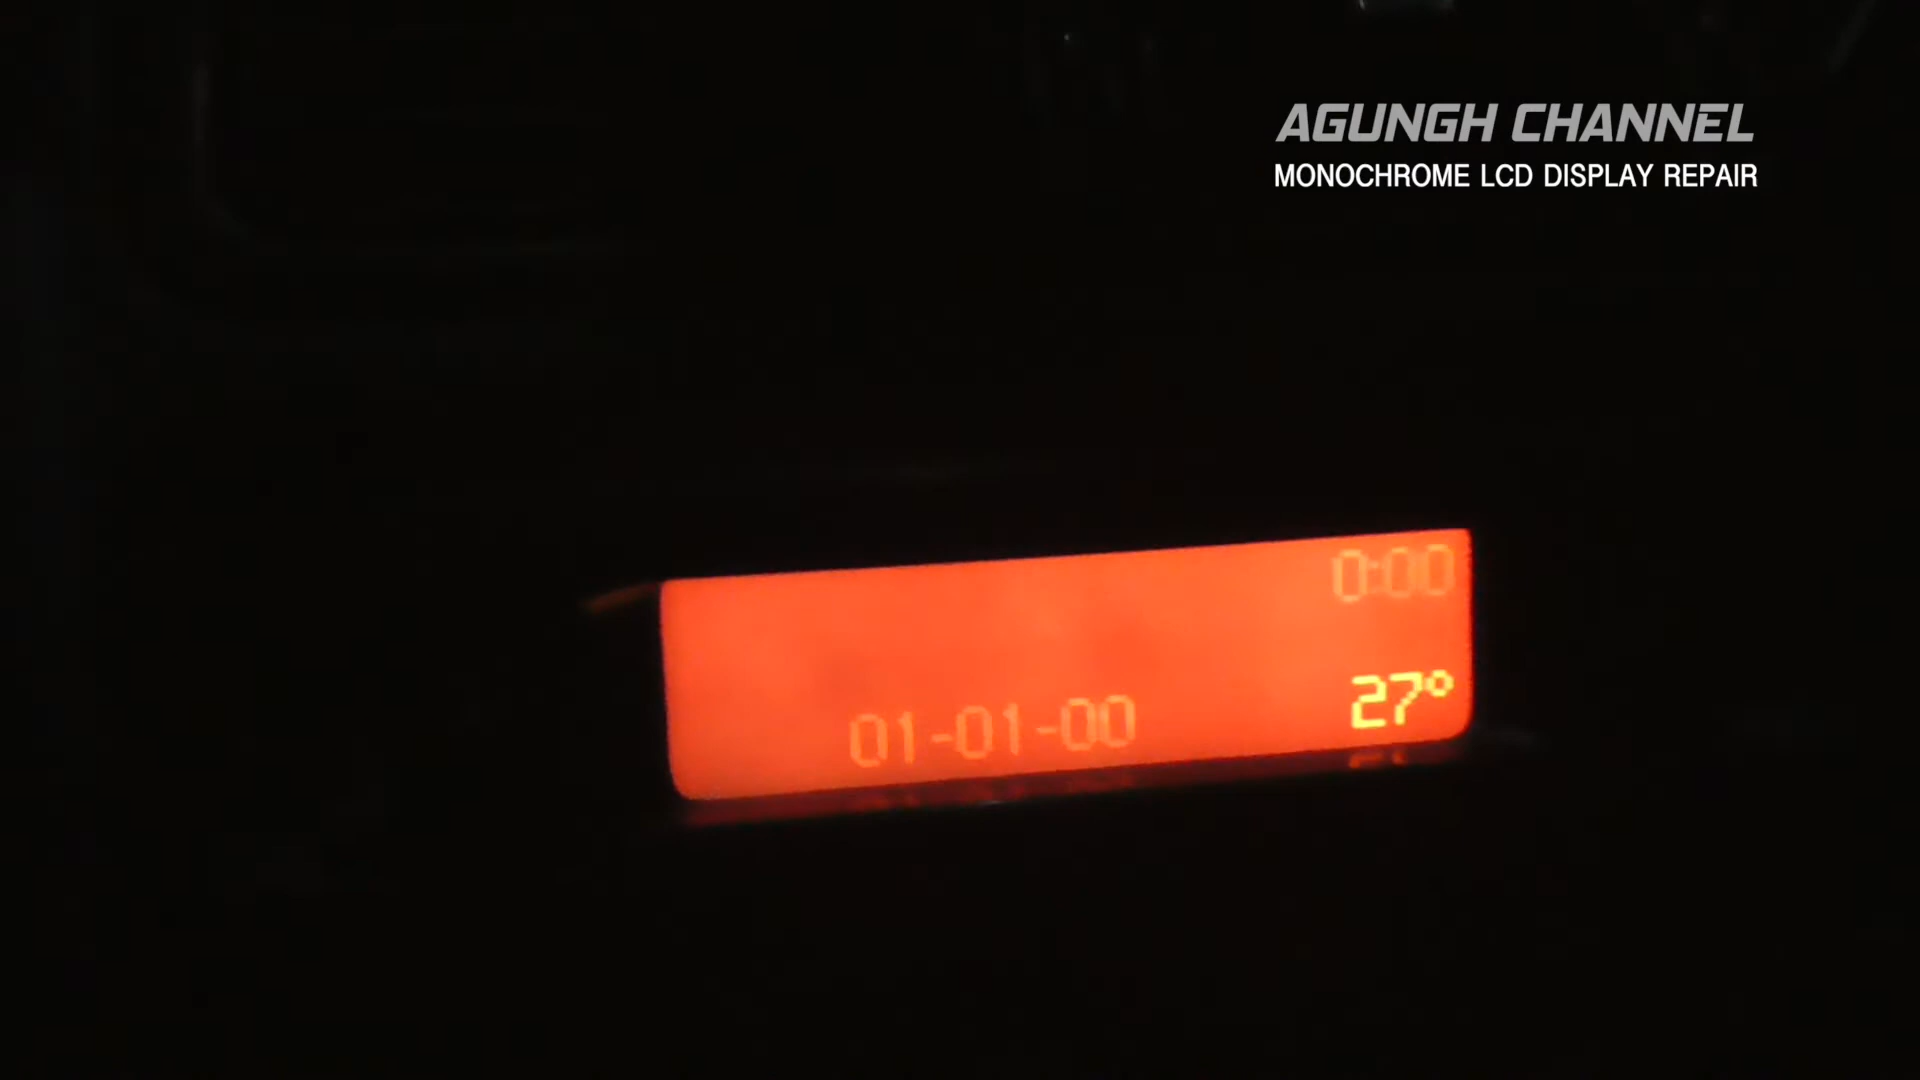 AGUNGH CHANNEL
MONOCHROME LCD DISPLAY REPAIR
0:00
27°
01-01-00